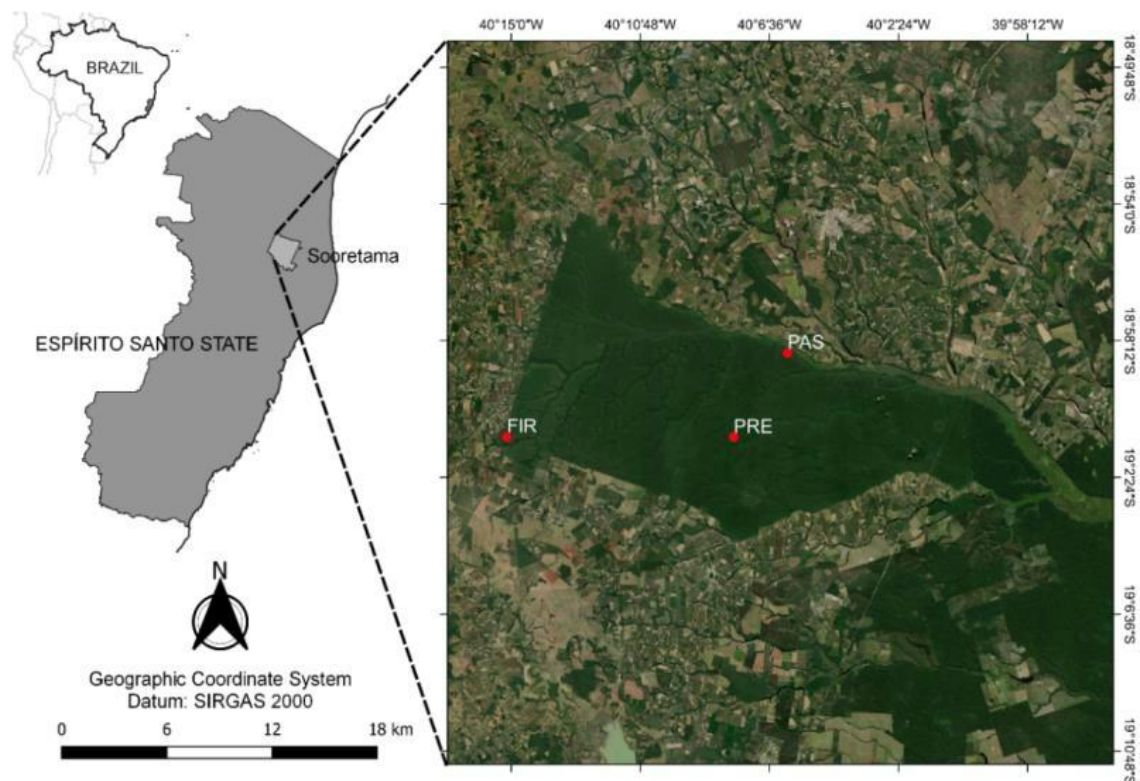 40°15'0"W 40°10'48"W 40°6'36"W 40°2'24"W 39°58'12"W
BRAZIL
18°49'48"S
18°54'0"S
Sooretama
18°58'12"S
ESPÍRITO SANTO STATE
PAS
FIR
PRE
19°2'24"S
N
19°6'36"S
Geographic Coordinate System
Datum: SIRGAS 2000
0 6 12 18 km
19°10'48"S